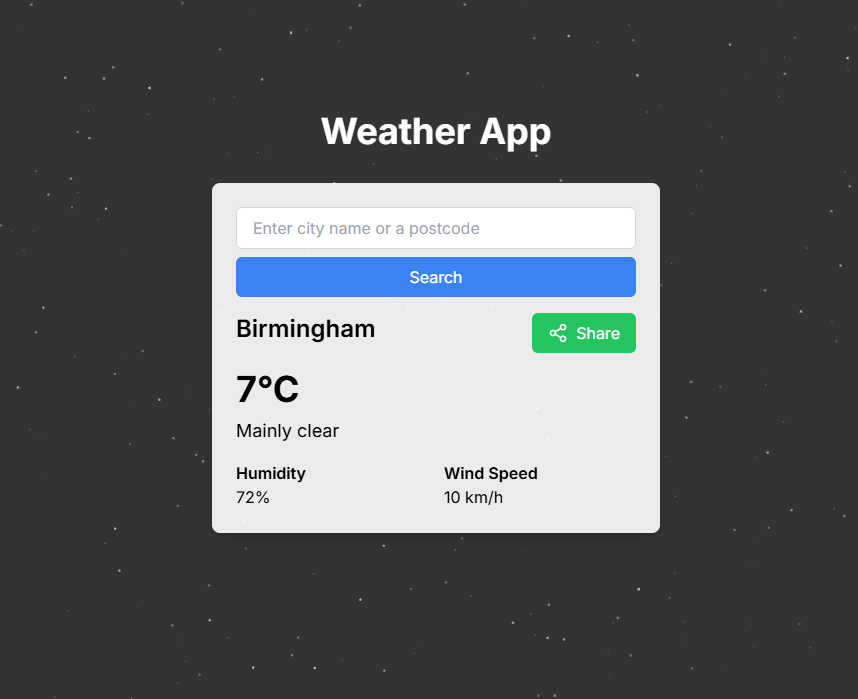 Weather App
Enter city name or a postcode
Search
Birmingham
Share
7°C
Mainly clear
Humidity
Wind Speed
72%
10 km/h